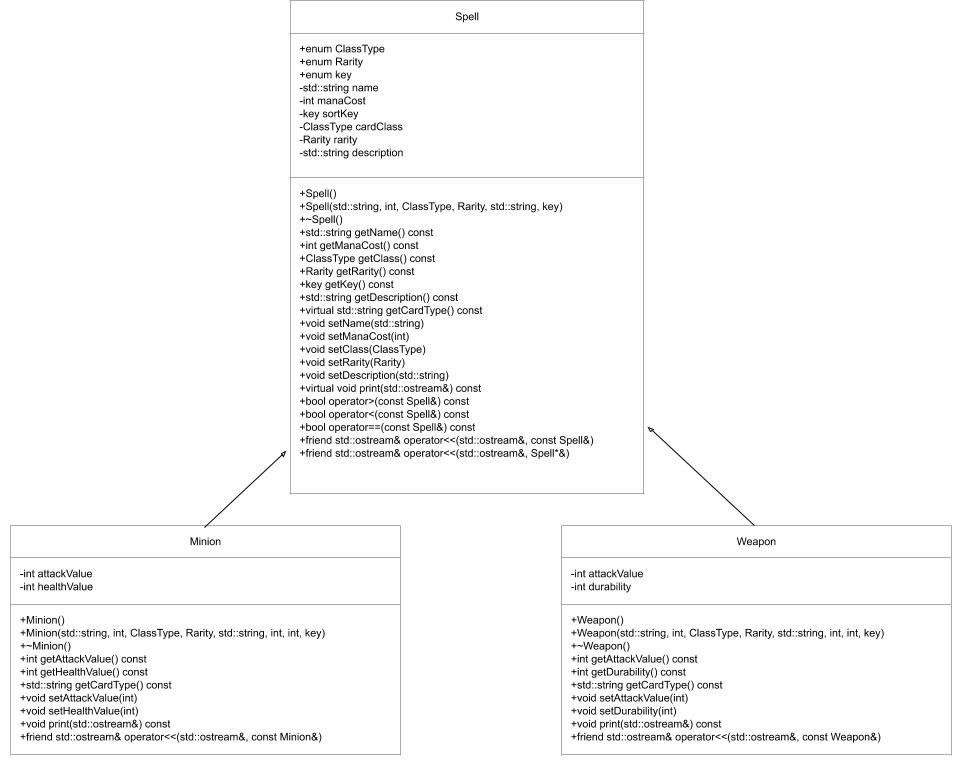 Spell
+enum ClassType
+enum Rarity
+enum key
-std::string name
-int manaCost
-key sortKey
-ClassType cardClass
-Rarity rarity
-std::string description
+Spell()
+Spell(std::string, int, ClassType, Rarity, std::string, key)
+~Spell()
+std::string getName() const
+int getManaCost() const
+ClassType getClass() const
+Rarity getRarity() const
+key getKey() const
+std::string getDescription() const
+virtual std::string getCardType() const
+void setName(std::string)
+void setManaCost(int)
+void setClass(ClassType)
+void setRarity(Rarity)
+void setDescription(std::string)
+virtual void print(std::ostream&) const
+bool operator>(const Spell&) const
+bool operator<(const Spell&) const
+bool operator==(const Spell&) const
+friend std::ostream& operator<<(std::ostream&, const Spell&)
+friend std::ostream& operator<<(std::ostream&, Spell*&)
Minion
-int attackValue
-int healthValue
+Minion()
+Minion(std::string, int, ClassType, Rarity, std::string, int, int, key)
+~Minion()
+int getAttackValue() const
+int getHealthValue() const
+std::string getCardType() const
+void setAttackValue(int)
+void setHealthValue(int)
+void print(std::ostream&) const
+friend std::ostream& operator<<(std::ostream&, const Minion&)
Weapon
-int attackValue
-int durability
+Weapon()
+Weapon(std::string, int, ClassType, Rarity, std::string, int, int, key)
+~Weapon()
+int getAttackValue() const
+int getDurability() const
+std::string getCardType() const
+void setAttackValue(int)
+void setDurability(int)
+void print(std::ostream&) const
+friend std::ostream& operator<<(std::ostream&, const Weapon&)